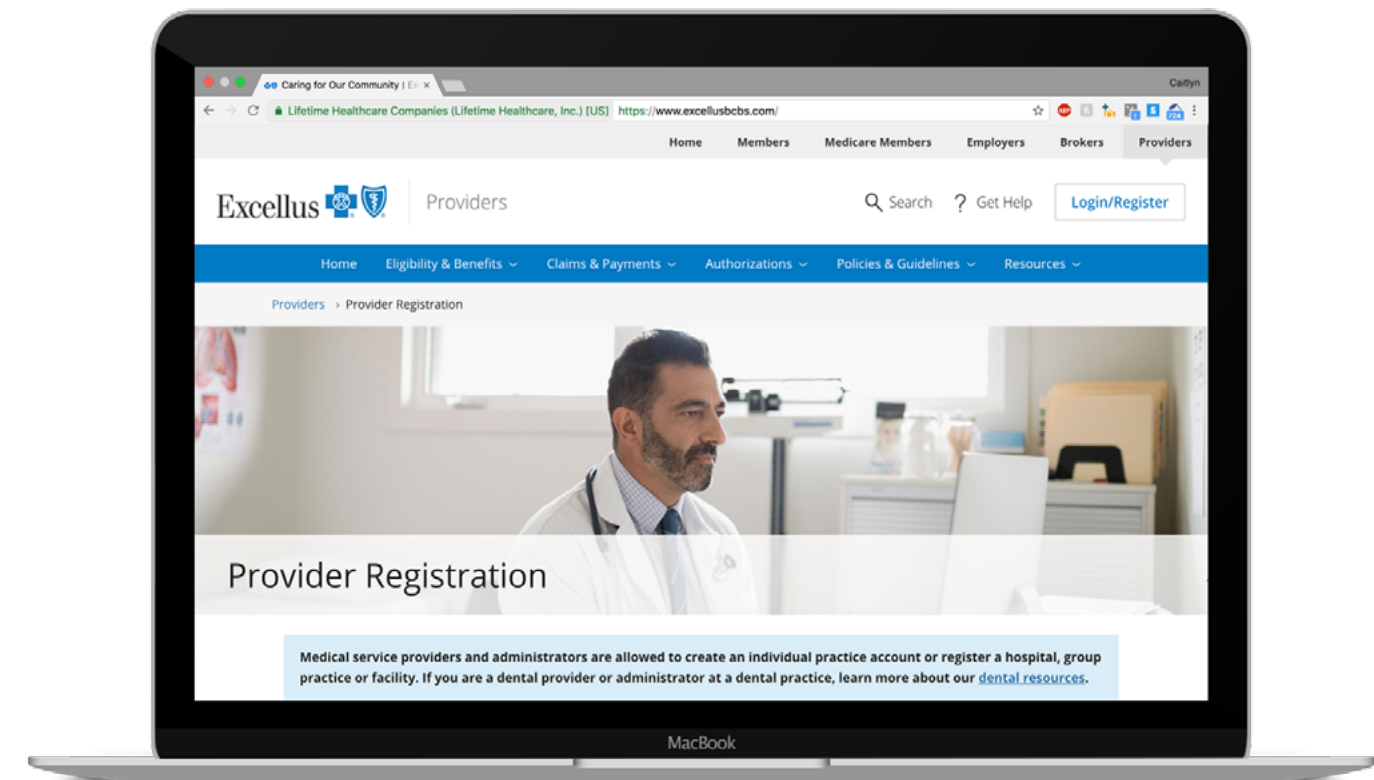 Caring for Our Community | Ex
Caitlyn
Lifetime Healthcare Companies (Lifetime Healthcare, Inc.) [US] https://www.excellusbcbs.com/
ABP
724
Home Members Medicare Members Employers Brokers Providers
Excellus Providers
Search ? Get Help Login/Register
Home Eligibility & Benefits Claims & Payments Authorizations Policies & Guidelines Resources
Providers › Provider Registration
Provider Registration
Medical service providers and administrators are allowed to create an individual practice account or register a hospital, group
practice or facility. If you are a dental provider or administrator at a dental practice, learn more about our dental resources.
MacBook